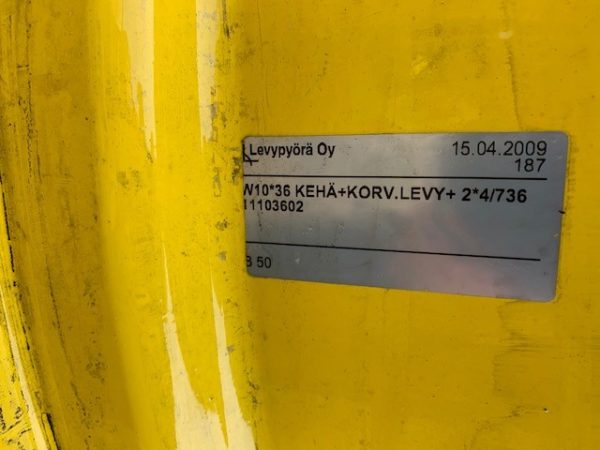 Levypyörä Oy 15.04.2009
187
W10*36 KEHÄ+KORV.LEVY+ 2*4/736
11103602
B 50